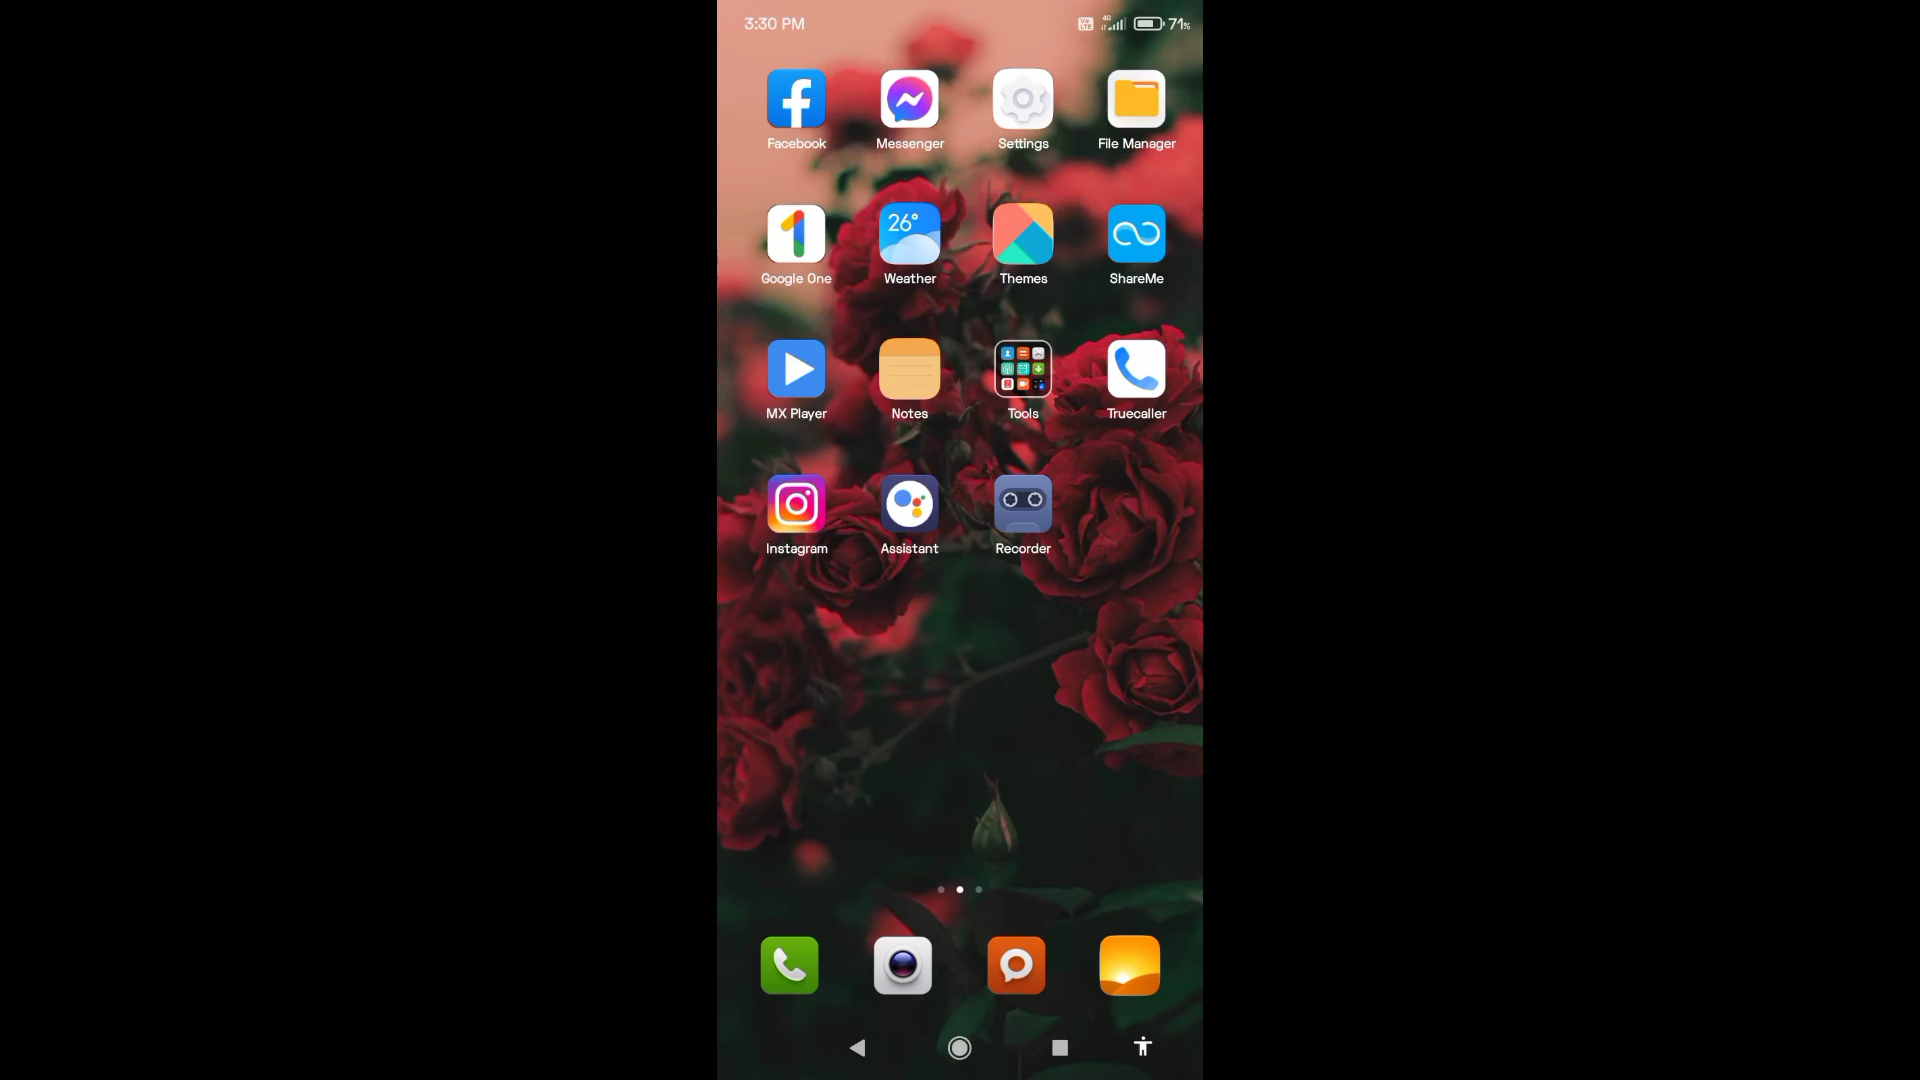 3:30 PM
4G
71%
Facebook
Messenger
Settings
File Manager
26°
Google One
Weather
Themes
ShareMe
MX Player
Notes
Tools
Truecaller
Instagram
Assistant
Recorder